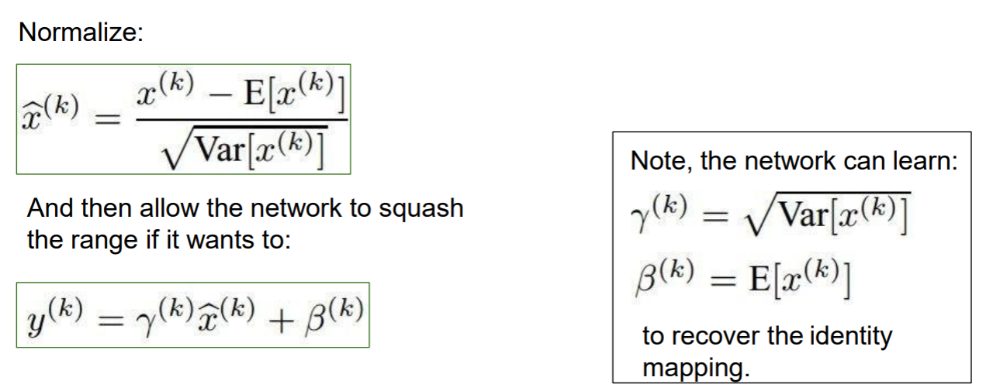 Normalize:
$\widehat{x}^{(k)} = \frac{x^{(k)} - \mathrm{E}[x^{(k)}]}{\sqrt{\mathrm{Var}[x^{(k)}]}}$
And then allow the network to squash
the range if it wants to:
$y^{(k)} = \gamma^{(k)} \widehat{x}^{(k)} + \beta^{(k)}$
Note, the network can learn:
$\gamma^{(k)} = \sqrt{\mathrm{Var}[x^{(k)}]}$
$\beta^{(k)} = \mathrm{E}[x^{(k)}]$
to recover the identity
mapping.